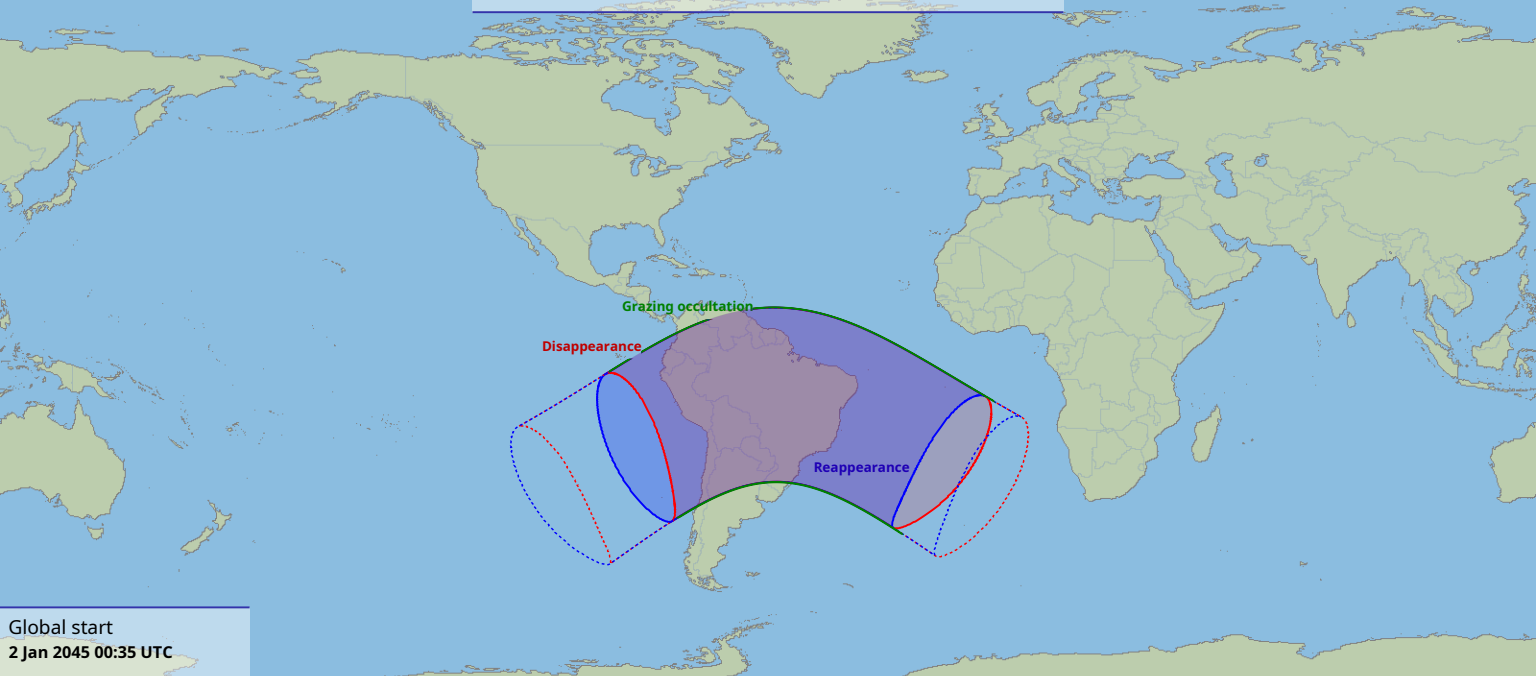 Grazing occultation
Disappearance
Reappearance
Global start
2 Jan 2045 00:35 UTC